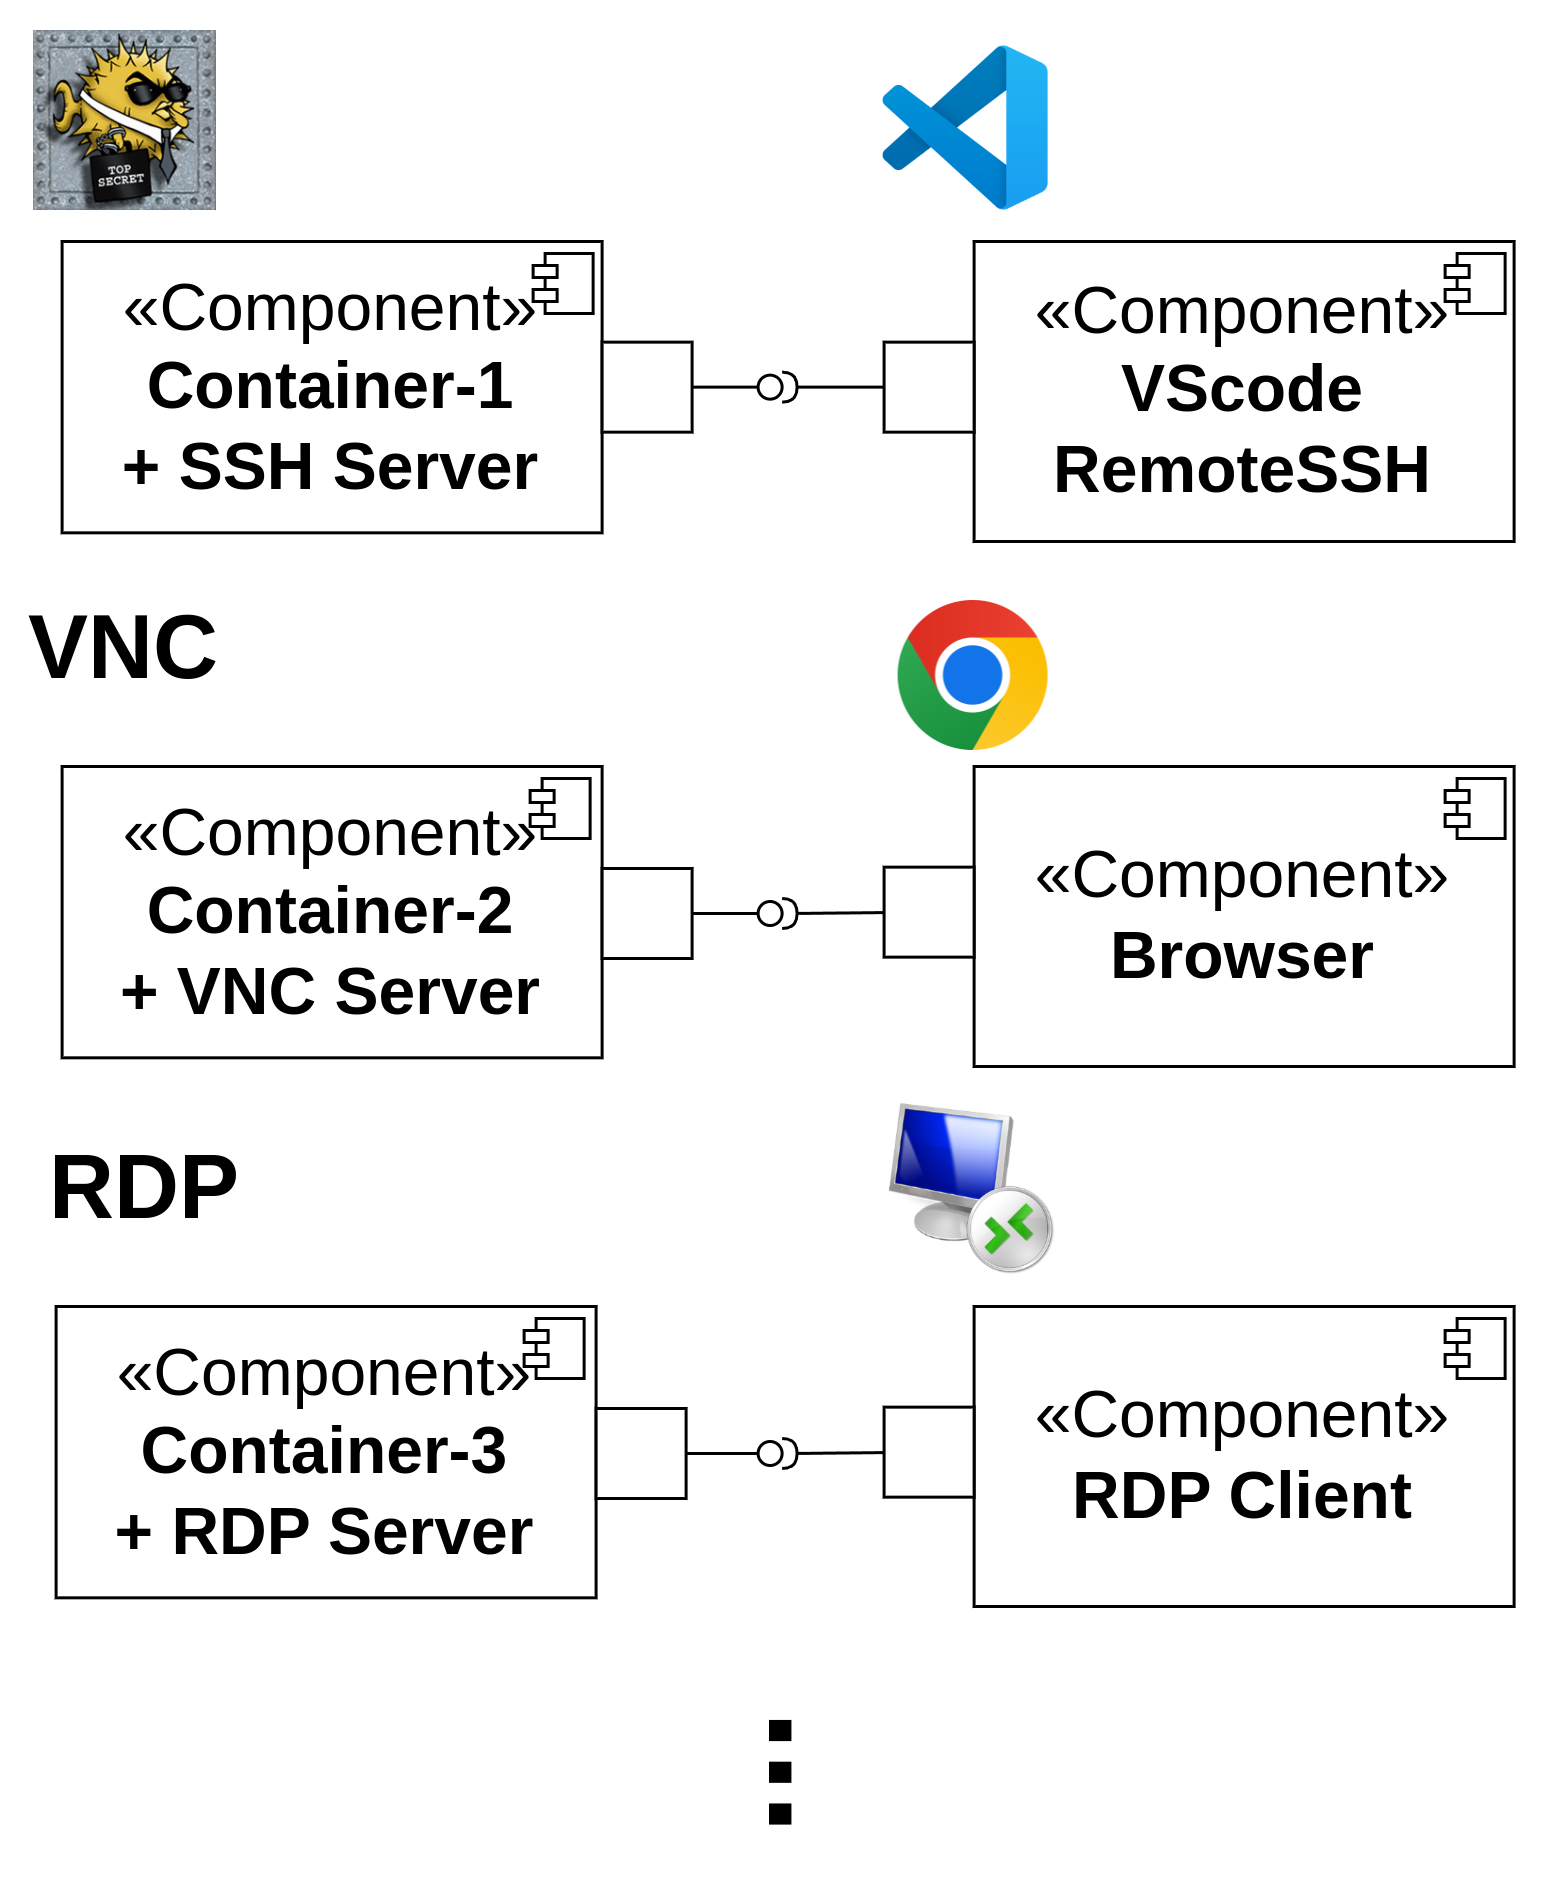 TOP
SECRET
«Component»
Container-1
+ SSH Server
«Component»
VScode
RemoteSSH
VNC
«Component»
Container-2
+ VNC Server
«Component»
Browser
RDP
«Component»
Container-3
+ RDP Server
«Component»
RDP Client